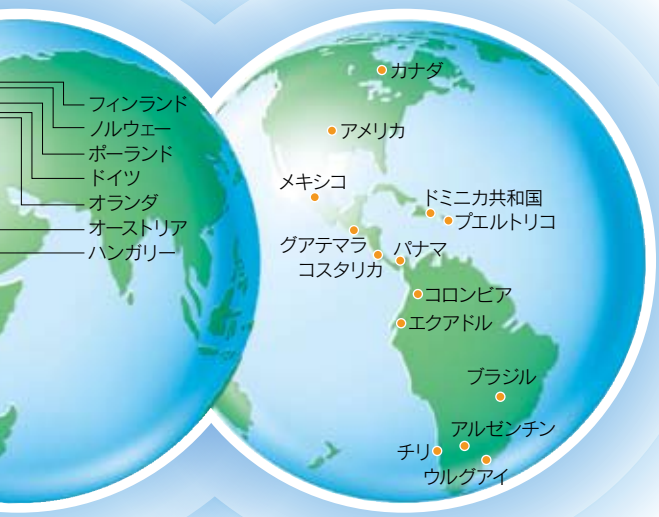 フィンランド
ノルウェー
ポーランド
ドイツ
オランダ
オーストリア
ハンガリー
カナダ
アメリカ
メキシコ
ドミニカ共和国
プエルトリコ
グアテマラ
パナマ
コスタリカ
コロンビア
エクアドル
ブラジル
アルゼンチン
チリ
ウルグアイ